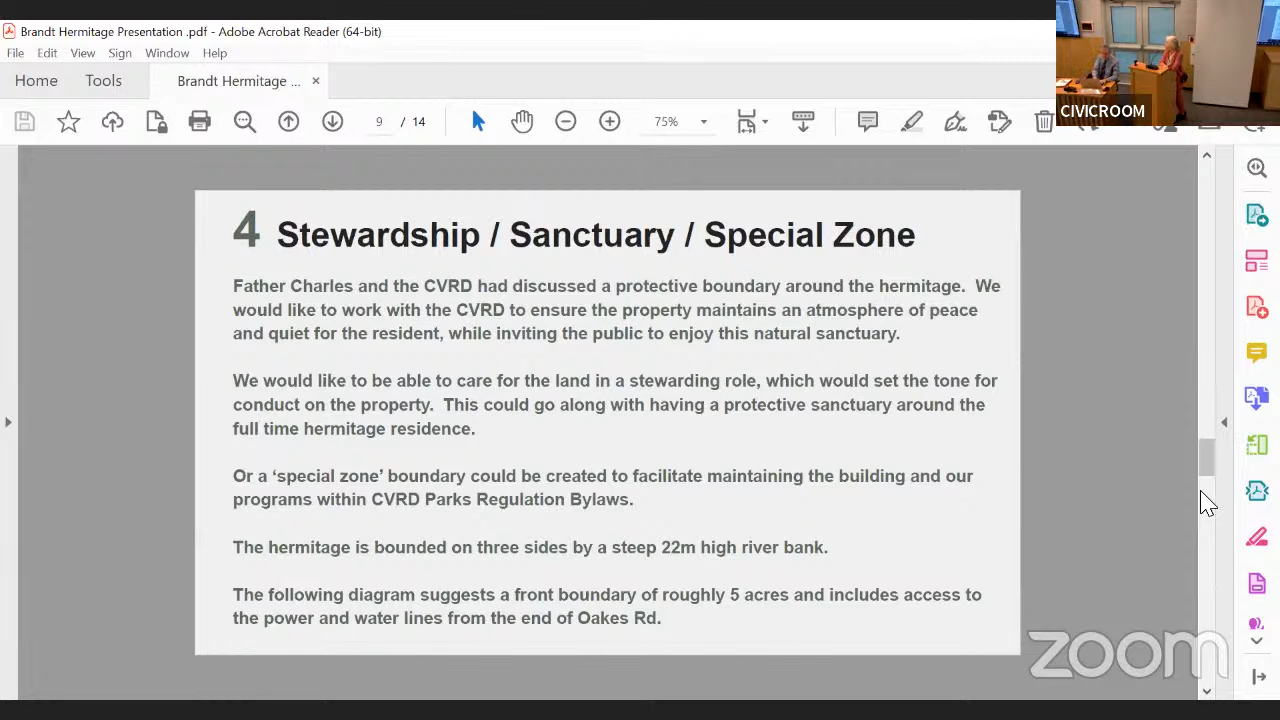 Brandt Hermitage Presentation .pdf - Adobe Acrobat Reader (64-bit)
File Edit View Sign Window Help
Home Tools Brandt Hermitage ... ×
9 / 14 75%
CIVICROOM
4 Stewardship / Sanctuary / Special Zone
Father Charles and the CVRD had discussed a protective boundary around the hermitage. We
would like to work with the CVRD to ensure the property maintains an atmosphere of peace
and quiet for the resident, while inviting the public to enjoy this natural sanctuary.
We would like to be able to care for the land in a stewarding role, which would set the tone for
conduct on the property. This could go along with having a protective sanctuary around the
full time hermitage residence.
Or a ‘special zone’ boundary could be created to facilitate maintaining the building and our
programs within CVRD Parks Regulation Bylaws.
The hermitage is bounded on three sides by a steep 22m high river bank.
The following diagram suggests a front boundary of roughly 5 acres and includes access to
the power and water lines from the end of Oakes Rd.
zoom